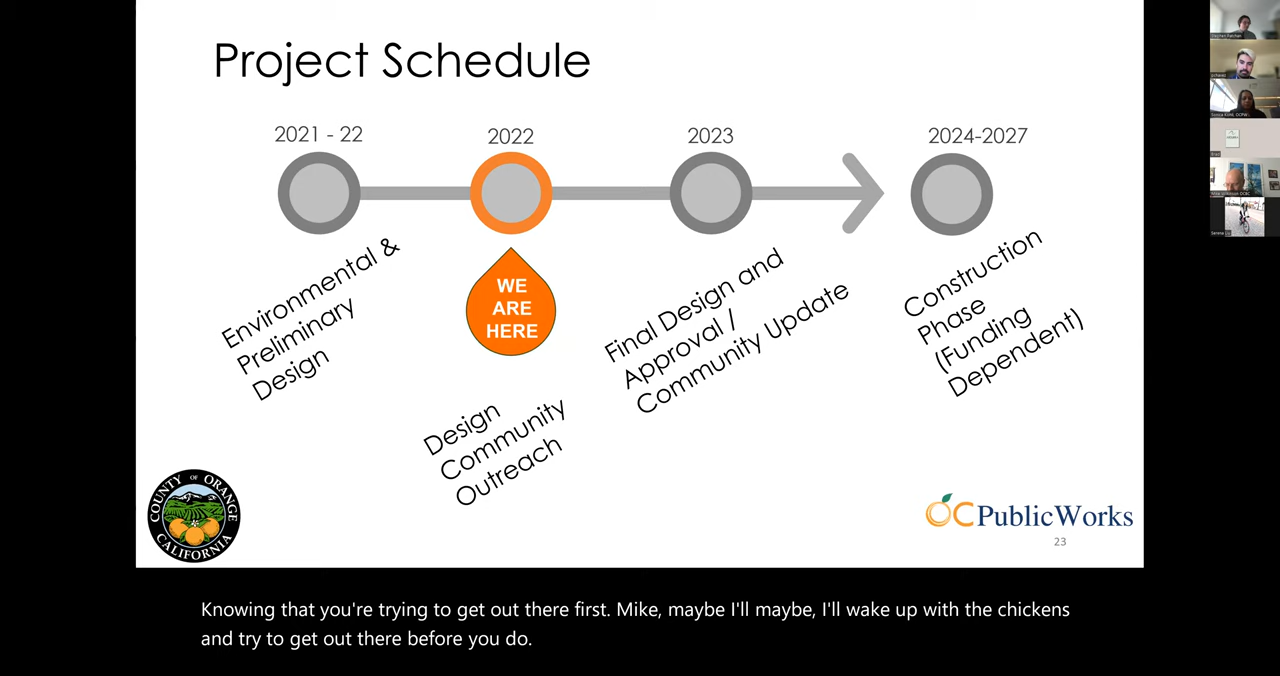 Project Schedule
2021 - 22
2022
2023
2024-2027
Environmental &
Preliminary
Design
WE
ARE
HERE
Design
Community
Outreach
Final Design and
Approval /
Community Update
Construction
Phase
(Funding
Dependent)
COUNTY OF ORANGE
CALIFORNIA
OC Public Works
23
Knowing that you're trying to get out there first. Mike, maybe I'll maybe, I'll wake up with the chickens
and try to get out there before you do.